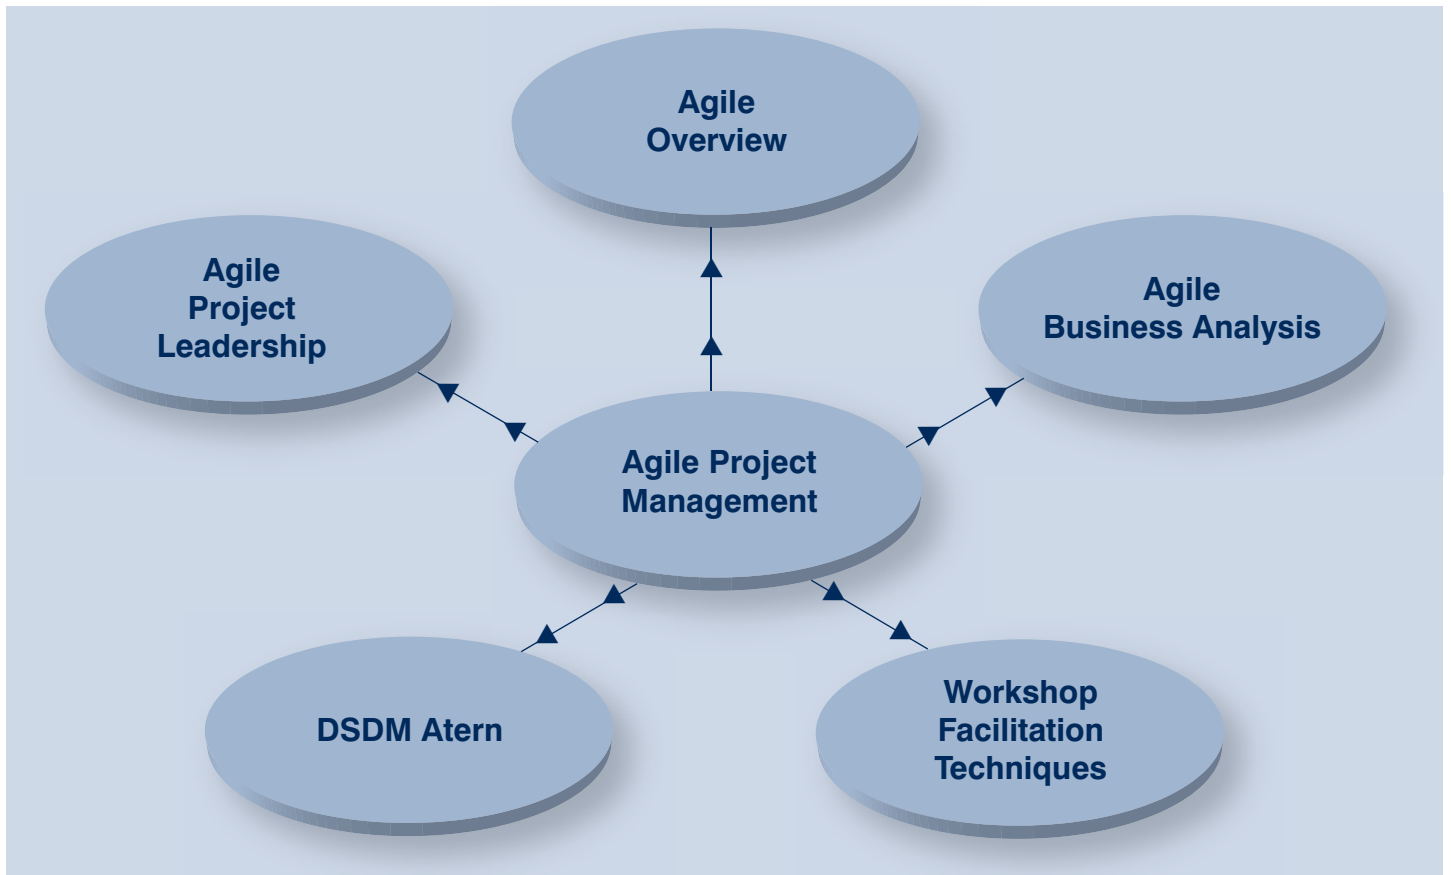 Agile
Overview
Agile
Project
Leadership
Agile
Business Analysis
Agile Project
Management
DSDM Atern
Workshop
Facilitation
Techniques